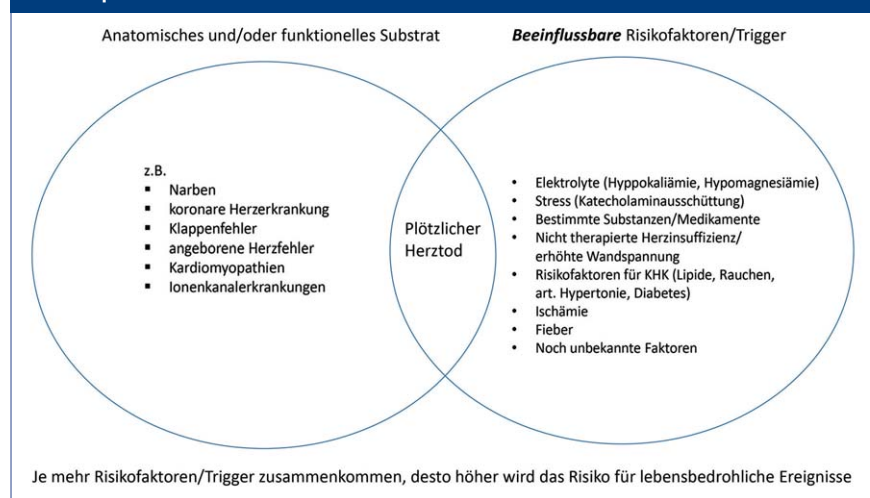 Anatomisches und/oder funktionelles Substrat
Beeinflussbare Risikofaktoren/Trigger
z.B.
▪ Narben
▪ koronare Herzerkrankung
▪ Klappenfehler
▪ angeborene Herzfehler
▪ Kardiomyopathien
▪ Ionenkanalerkrankungen
Plötzlicher
Herztod
• Elektrolyte (Hyppokaliämie, Hypomagnesiämie)
• Stress (Katecholaminausschüttung)
• Bestimmte Substanzen/Medikamente
• Nicht therapierte Herzinsuffizienz/
erhöhte Wandspannung
• Risikofaktoren für KHK (Lipide, Rauchen,
art. Hypertonie, Diabetes)
• Ischämie
• Fieber
• Noch unbekannte Faktoren
Je mehr Risikofaktoren/Trigger zusammenkommen, desto höher wird das Risiko für lebensbedrohliche Ereignisse